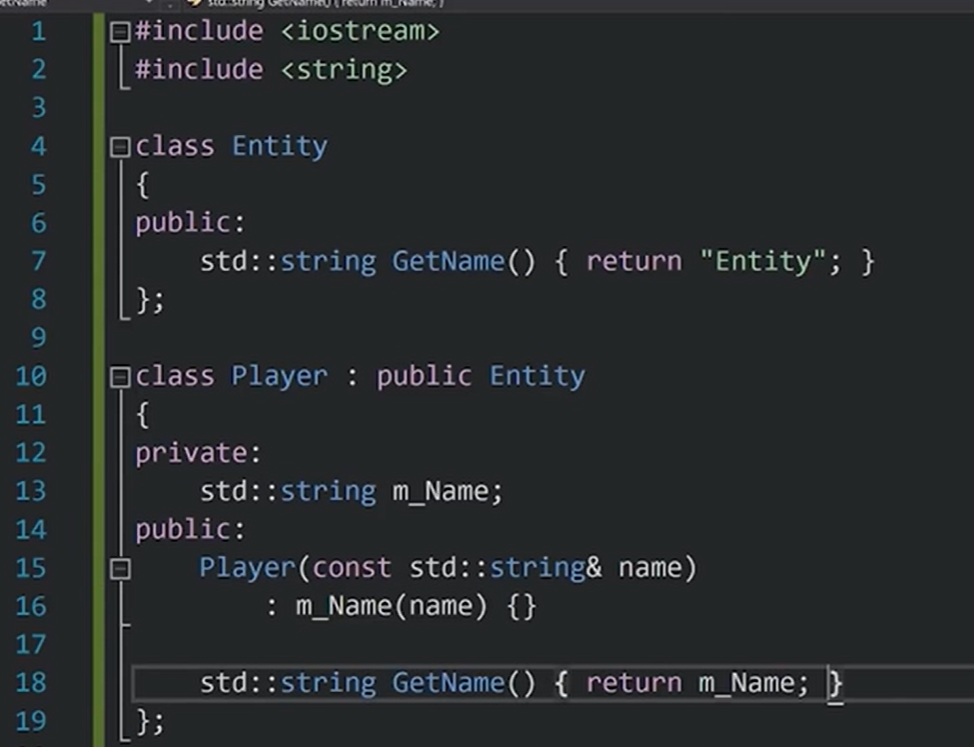 std::string GetName() { return m_Name; }
1 #include <iostream>
2 #include <string>
3
4 class Entity
5 {
6 public:
7 std::string GetName() { return "Entity"; }
8 };
9
10 class Player : public Entity
11 {
12 private:
13 std::string m_Name;
14 public:
15 Player(const std::string& name)
16 : m_Name(name) {}
17
18 std::string GetName() { return m_Name; }
19 };